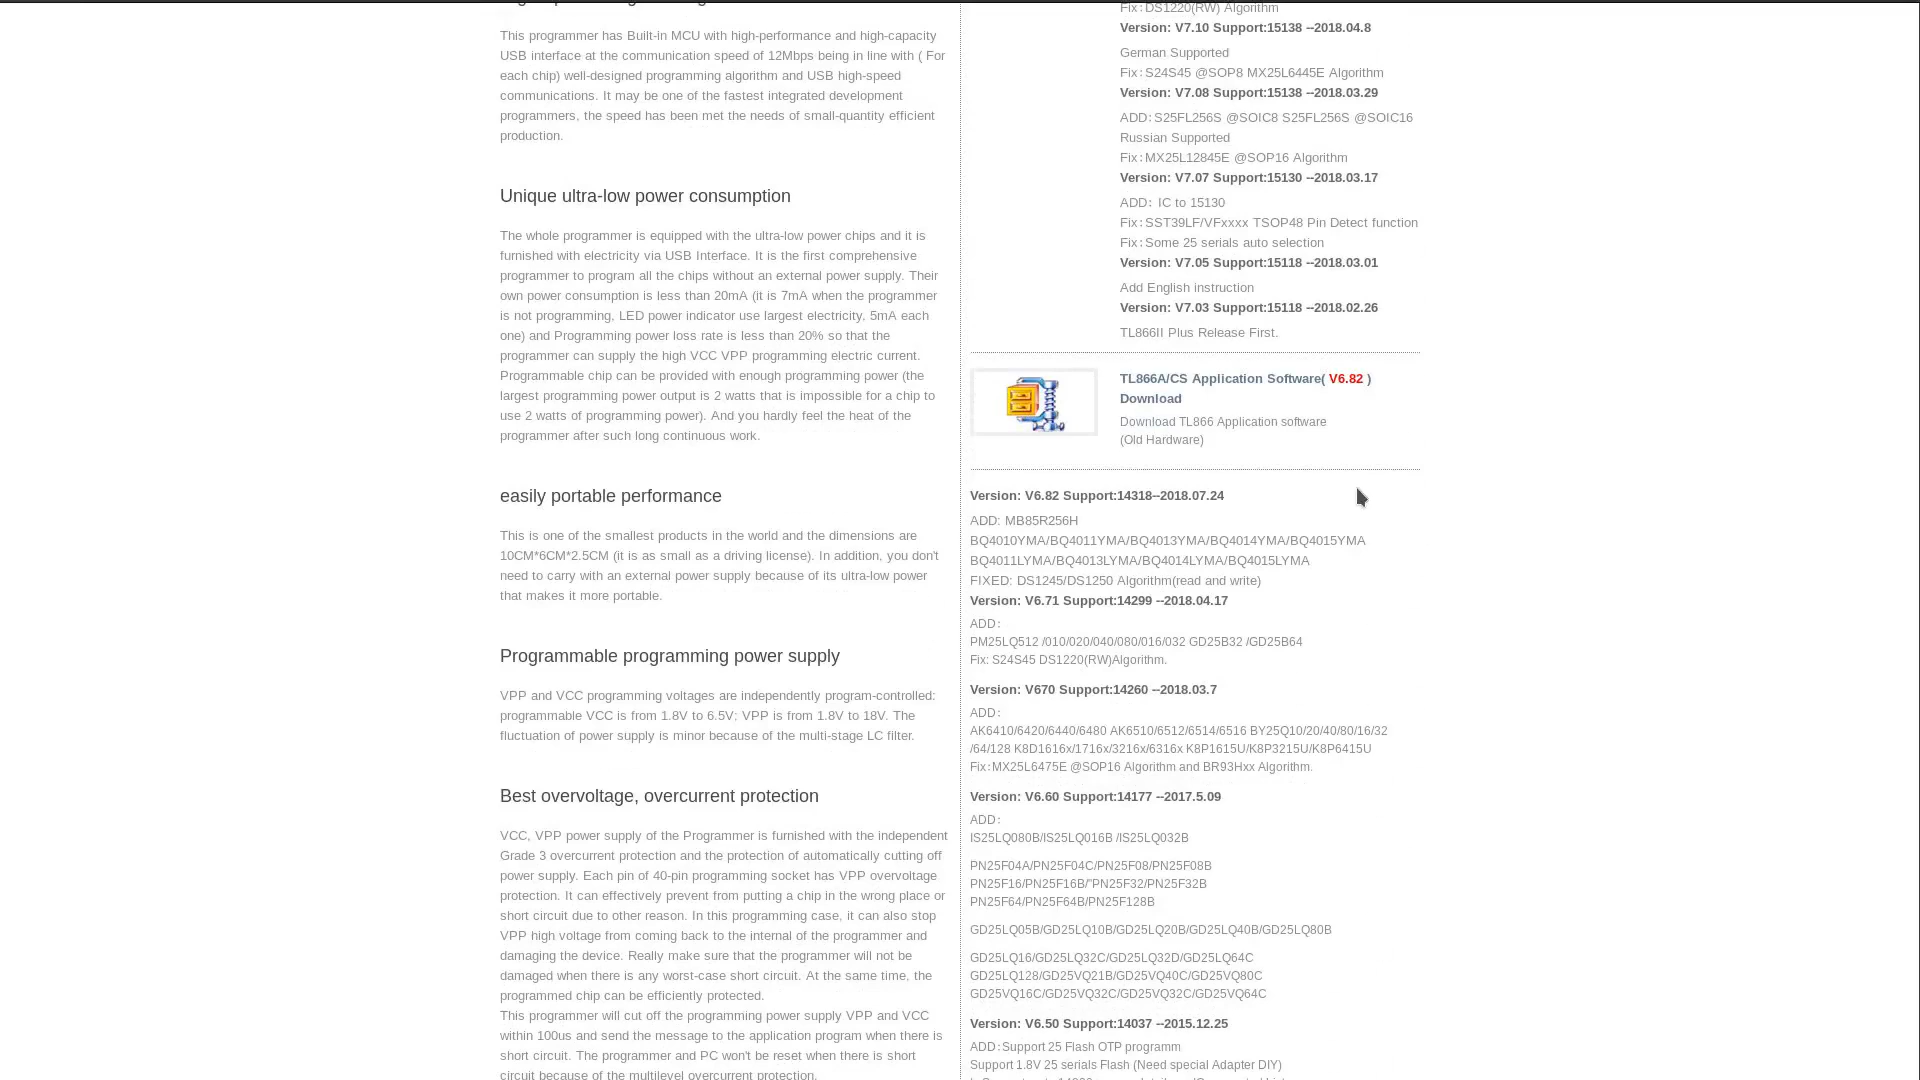 This programmer has Built-in MCU with high-performance and high-capacity
USB interface at the communication speed of 12Mbps being in line with ( For
each chip) well-designed programming algorithm and USB high-speed
communications. It may be one of the fastest integrated development
programmers, the speed has been met the needs of small-quantity efficient
production.
Unique ultra-low power consumption
The whole programmer is equipped with the ultra-low power chips and it is
furnished with electricity via USB Interface. It is the first comprehensive
programmer to program all the chips without an external power supply. Their
own power consumption is less than 20mA (it is 7mA when the programmer
is not programming, LED power indicator use largest electricity, 5mA each
one) and Programming power loss rate is less than 20% so that the
programmer can supply the high VCC VPP programming electric current.
Programmable chip can be provided with enough programming power (the
largest programming power output is 2 watts that is impossible for a chip to
use 2 watts of programming power). And you hardly feel the heat of the
programmer after such long continuous work.
easily portable performance
This is one of the smallest products in the world and the dimensions are
10CM*6CM*2.5CM (it is as small as a driving license). In addition, you don't
need to carry with an external power supply because of its ultra-low power
that makes it more portable.
Programmable programming power supply
VPP and VCC programming voltages are independently program-controlled:
programmable VCC is from 1.8V to 6.5V; VPP is from 1.8V to 18V. The
fluctuation of power supply is minor because of the multi-stage LC filter.
Best overvoltage, overcurrent protection
VCC, VPP power supply of the Programmer is furnished with the independent
Grade 3 overcurrent protection and the protection of automatically cutting off
power supply. Each pin of 40-pin programming socket has VPP overvoltage
protection. It can effectively prevent from putting a chip in the wrong place or
short circuit due to other reason. In this programming case, it can also stop
VPP high voltage from coming back to the internal of the programmer and
damaging the device. Really make sure that the programmer will not be
damaged when there is any worst-case short circuit. At the same time, the
programmed chip can be efficiently protected.
This programmer will cut off the programming power supply VPP and VCC
within 100us and send the message to the application program when there is
short circuit. The programmer and PC won't be reset when there is short
circuit because of the multilevel overcurrent protection.
Fix:DS1220(RW) Algorithm
Version: V7.10 Support:15138 --2018.04.8
German Supported
Fix:S24S45 @SOP8 MX25L6445E Algorithm
Version: V7.08 Support:15138 --2018.03.29
ADD:S25FL256S @SOIC8 S25FL256S @SOIC16
Russian Supported
Fix:MX25L12845E @SOP16 Algorithm
Version: V7.07 Support:15130 --2018.03.17
ADD: IC to 15130
Fix:SST39LF/VFxxxx TSOP48 Pin Detect function
Fix:Some 25 serials auto selection
Version: V7.05 Support:15118 --2018.03.01
Add English instruction
Version: V7.03 Support:15118 --2018.02.26
TL866II Plus Release First.
TL866A/CS Application Software( V6.82 )
Download
Download TL866 Application software
(Old Hardware)
Version: V6.82 Support:14318--2018.07.24
ADD: MB85R256H
BQ4010YMA/BQ4011YMA/BQ4013YMA/BQ4014YMA/BQ4015YMA
BQ4011LYMA/BQ4013LYMA/BQ4014LYMA/BQ4015LYMA
FIXED: DS1245/DS1250 Algorithm(read and write)
Version: V6.71 Support:14299 --2018.04.17
ADD:
PM25LQ512 /010/020/040/080/016/032 GD25B32 /GD25B64
Fix: S24S45 DS1220(RW)Algorithm.
Version: V670 Support:14260 --2018.03.7
ADD:
AK6410/6420/6440/6480 AK6510/6512/6514/6516 BY25Q10/20/40/80/16/32
/64/128 K8D1616x/1716x/3216x/6316x K8P1615U/K8P3215U/K8P6415U
Fix:MX25L6475E @SOP16 Algorithm and BR93Hxx Algorithm.
Version: V6.60 Support:14177 --2017.5.09
ADD:
IS25LQ080B/IS25LQ016B /IS25LQ032B
PN25F04A/PN25F04C/PN25F08/PN25F08B
PN25F16/PN25F16B/"PN25F32/PN25F32B
PN25F64/PN25F64B/PN25F128B
GD25LQ05B/GD25LQ10B/GD25LQ20B/GD25LQ40B/GD25LQ80B
GD25LQ16/GD25LQ32C/GD25LQ32D/GD25LQ64C
GD25LQ128/GD25VQ21B/GD25VQ40C/GD25VQ80C
GD25VQ16C/GD25VQ32C/GD25VQ32C/GD25VQ64C
Version: V6.50 Support:14037 --2015.12.25
ADD:Support 25 Flash OTP programm
Support 1.8V 25 serials Flash (Need special Adapter DIY)